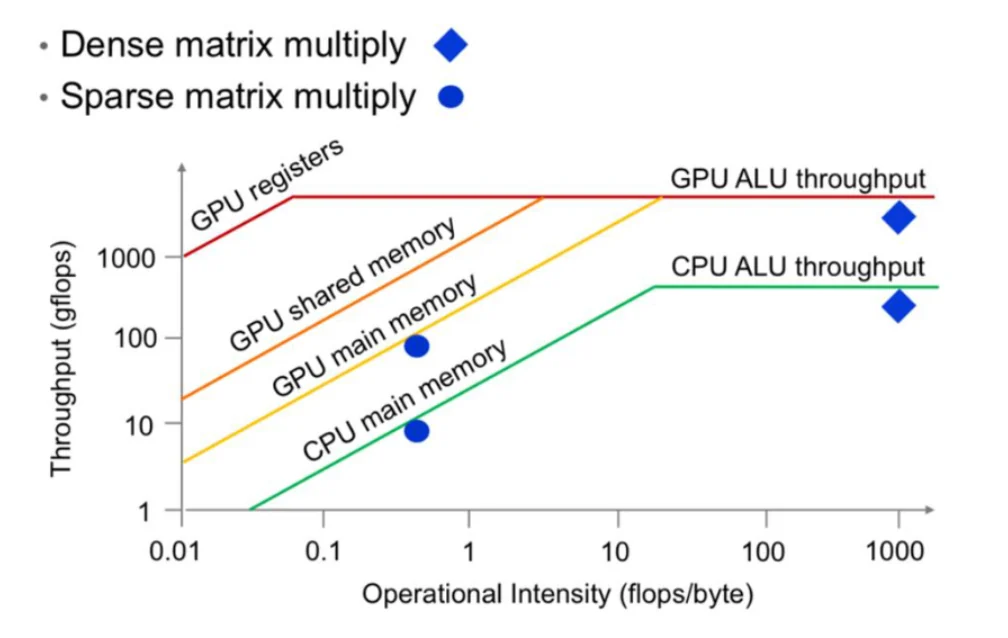 • Dense matrix multiply
• Sparse matrix multiply
GPU registers
GPU ALU throughput
GPU shared memory
CPU ALU throughput
GPU main memory
CPU main memory
Throughput (gflops)
1000
100
10
1
0.01
0.1
1
10
100
1000
Operational Intensity (flops/byte)